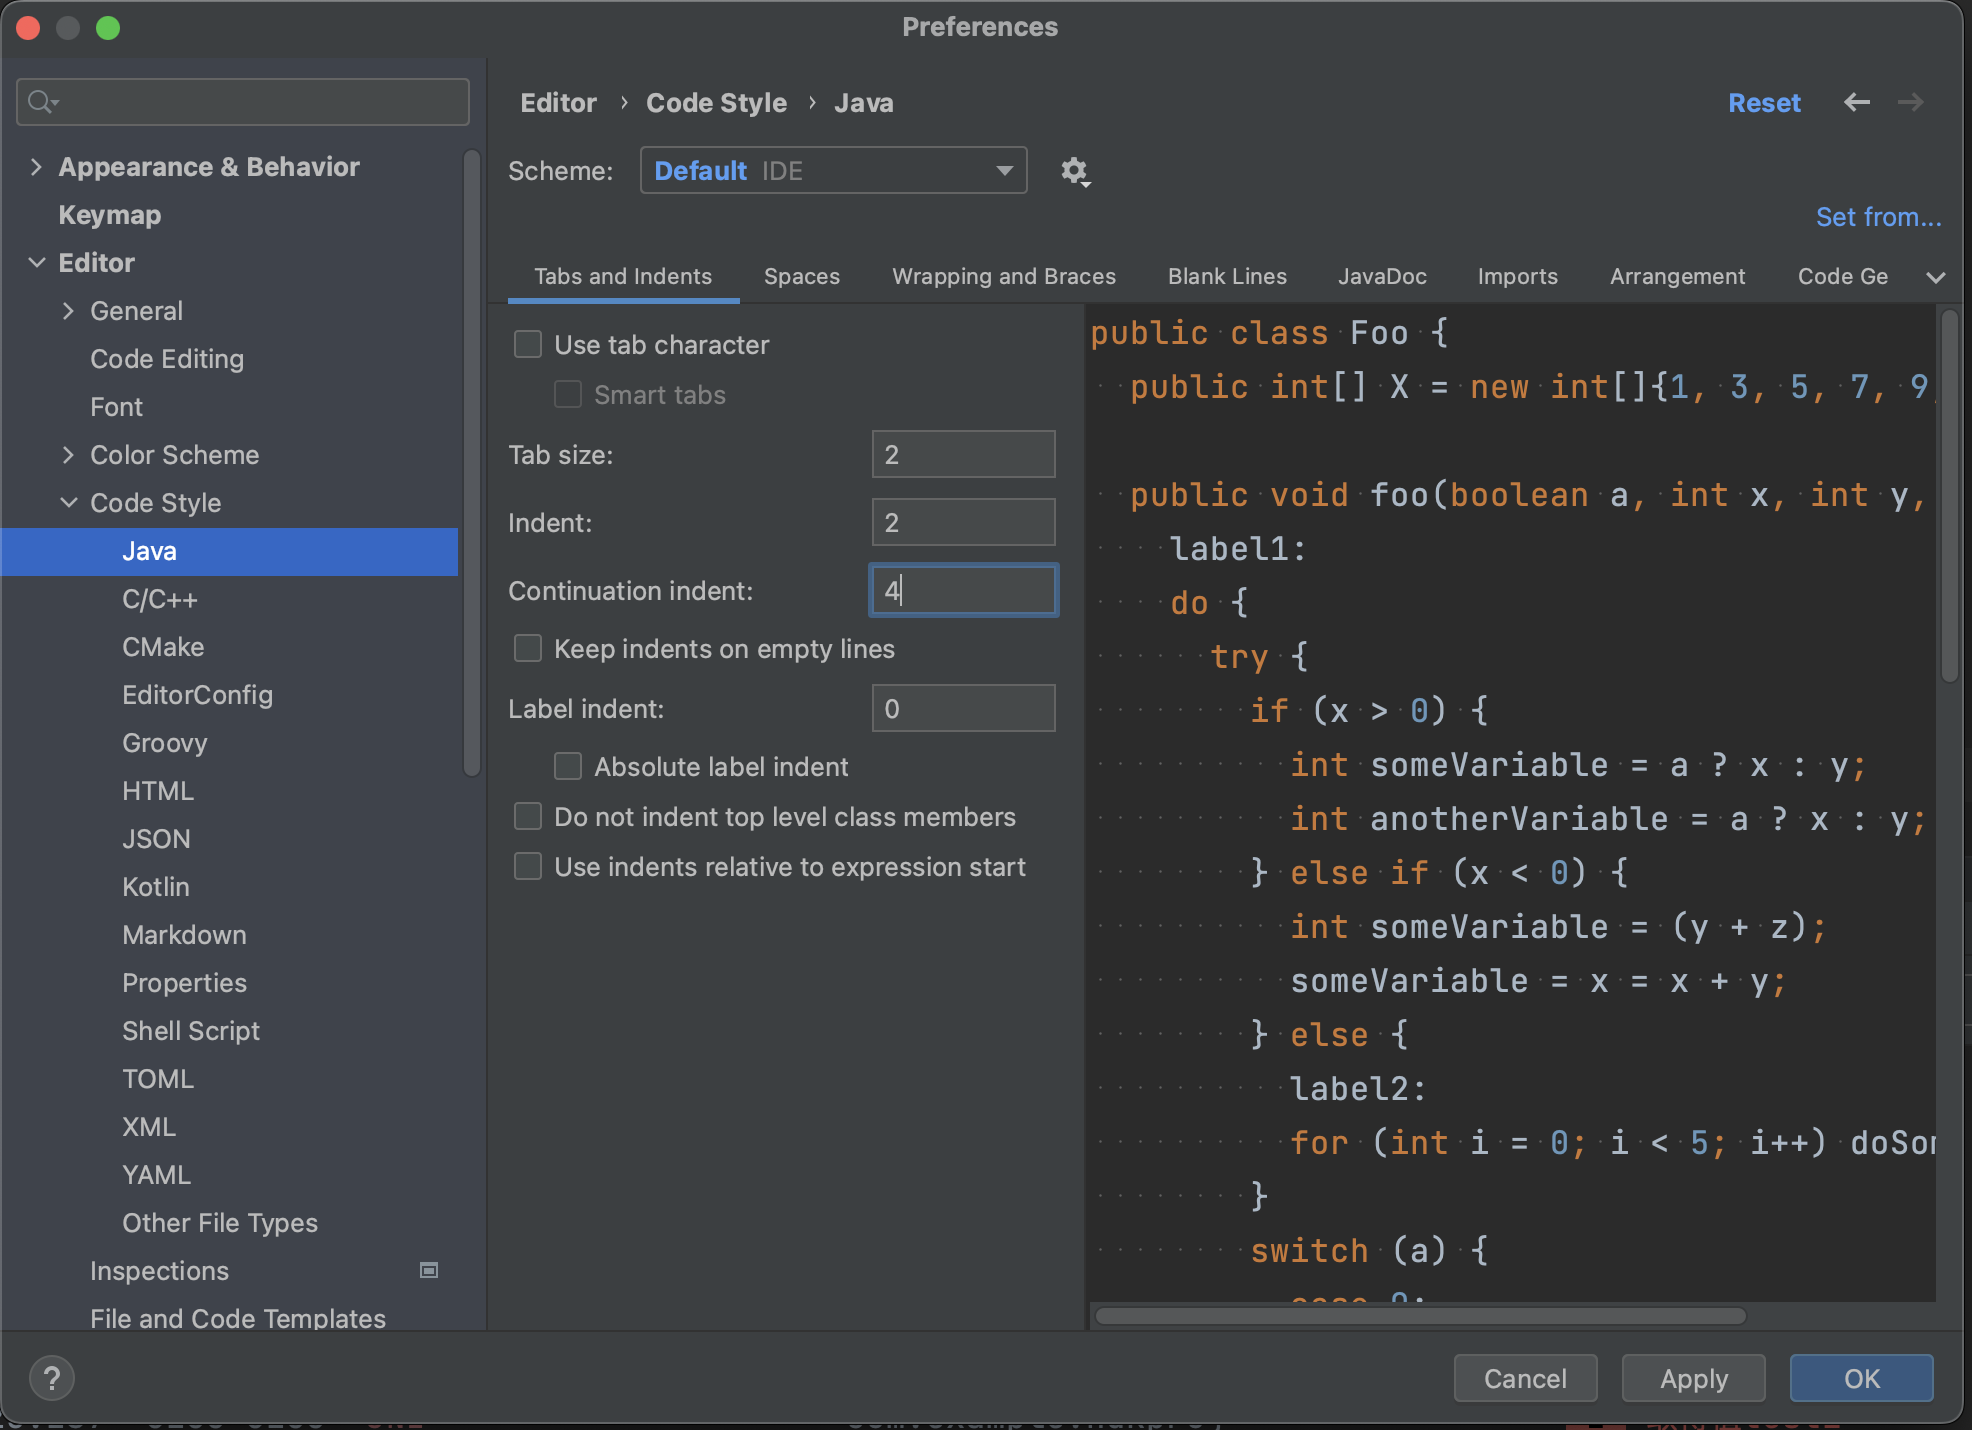 Preferences
Appearance & Behavior
Keymap
Editor
General
Code Editing
Font
Color Scheme
Code Style
Java
C/C++
CMake
EditorConfig
Groovy
HTML
JSON
Kotlin
Markdown
Properties
Shell Script
TOML
XML
YAML
Other File Types
Inspections
File and Code Templates
Editor › Code Style › Java
Reset
Scheme: Default IDE
Set from...
Tabs and Indents Spaces Wrapping and Braces Blank Lines JavaDoc Imports Arrangement Code Ge
Use tab character
Smart tabs
Tab size: 2
Indent: 2
Continuation indent: 4
Keep indents on empty lines
Label indent: 0
Absolute label indent
Do not indent top level class members
Use indents relative to expression start
public class Foo {
public int[] X = new int[]{1, 3, 5, 7, 9,
public void foo(boolean a, int x, int y,
label1:
do {
try {
if (x > 0) {
int someVariable = a ? x : y;
int anotherVariable = a ? x : y;
} else if (x < 0) {
int someVariable = (y + z);
someVariable = x = x + y;
} else {
label2:
for (int i = 0; i < 5; i++) doSom
}
switch (a) {
case 0:
?
Cancel Apply OK